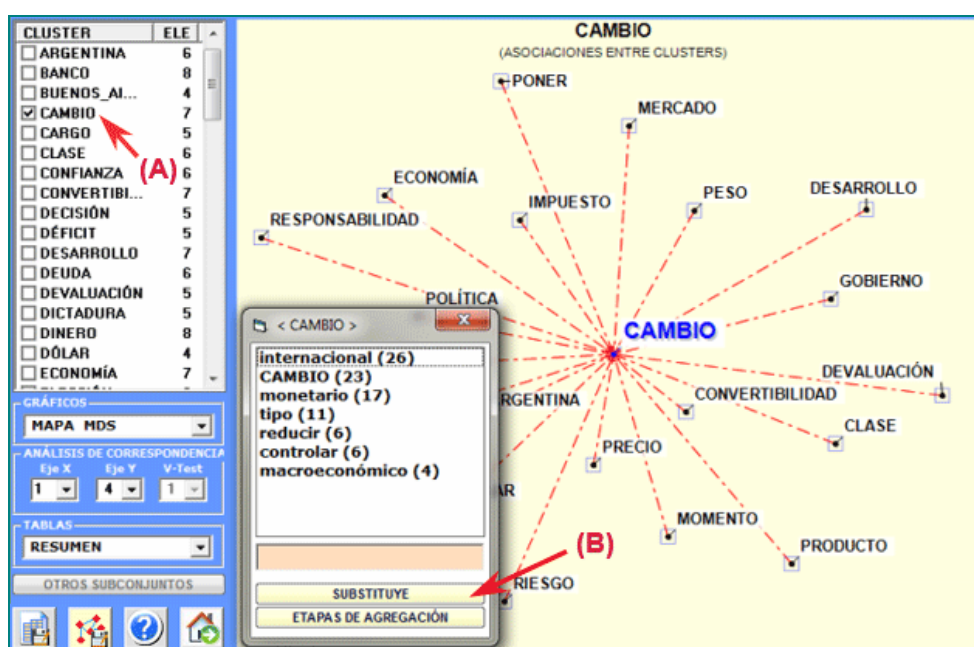 CLUSTER ELE
ARGENTINA 6
BANCO 8
BUENOS_AI... 4
CAMBIO 7
CARGO 5
CLASE 6
CONFIANZA 6
CONVERTIBI... 7
DECISIÓN 5
DÉFICIT 5
DESARROLLO 7
DEUDA 6
DEVALUACIÓN 5
DICTADURA 5
DINERO 8
DÓLAR 4
ECONOMÍA 7
(A)
GRÁFICOS
MAPA MDS
ANÁLISIS DE CORRESPONDENCIA
Eje X Eje Y V-Test
1 4 1
TABLAS
RESUMEN
OTROS SUBCONJUNTOS
CAMBIO
(ASOCIACIONES ENTRE CLUSTERS)
PONER
MERCADO
ECONOMÍA
IMPUESTO
PESO
DESARROLLO
RESPONSABILIDAD
GOBIERNO
POLÍTICA
CAMBIO
DEVALUACIÓN
RGENTINA
CONVERTIBILIDAD
CLASE
PRECIO
AR
MOMENTO
PRODUCTO
RIESGO
< CAMBIO >
internacional (26)
CAMBIO (23)
monetario (17)
tipo (11)
reducir (6)
controlar (6)
macroeconómico (4)
(B)
SUBSTITUYE
ETAPAS DE AGREGACIÓN